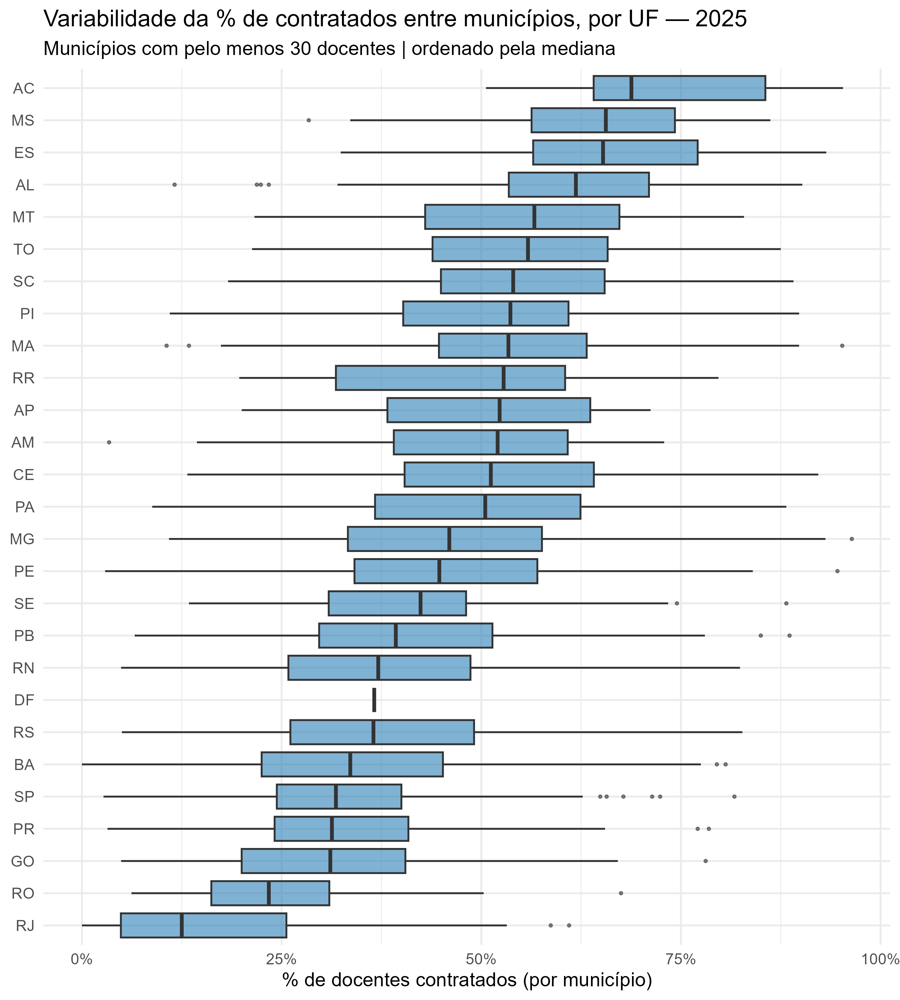 Variabilidade da % de contratados entre municípios, por UF — 2025
Municípios com pelo menos 30 docentes | ordenado pela mediana
AC
MS
ES
AL
MT
TO
SC
PI
MA
RR
AP
AM
CE
PA
MG
PE
SE
PB
RN
DF
RS
BA
SP
PR
GO
RO
RJ
0% 25% 50% 75% 100%
% de docentes contratados (por município)